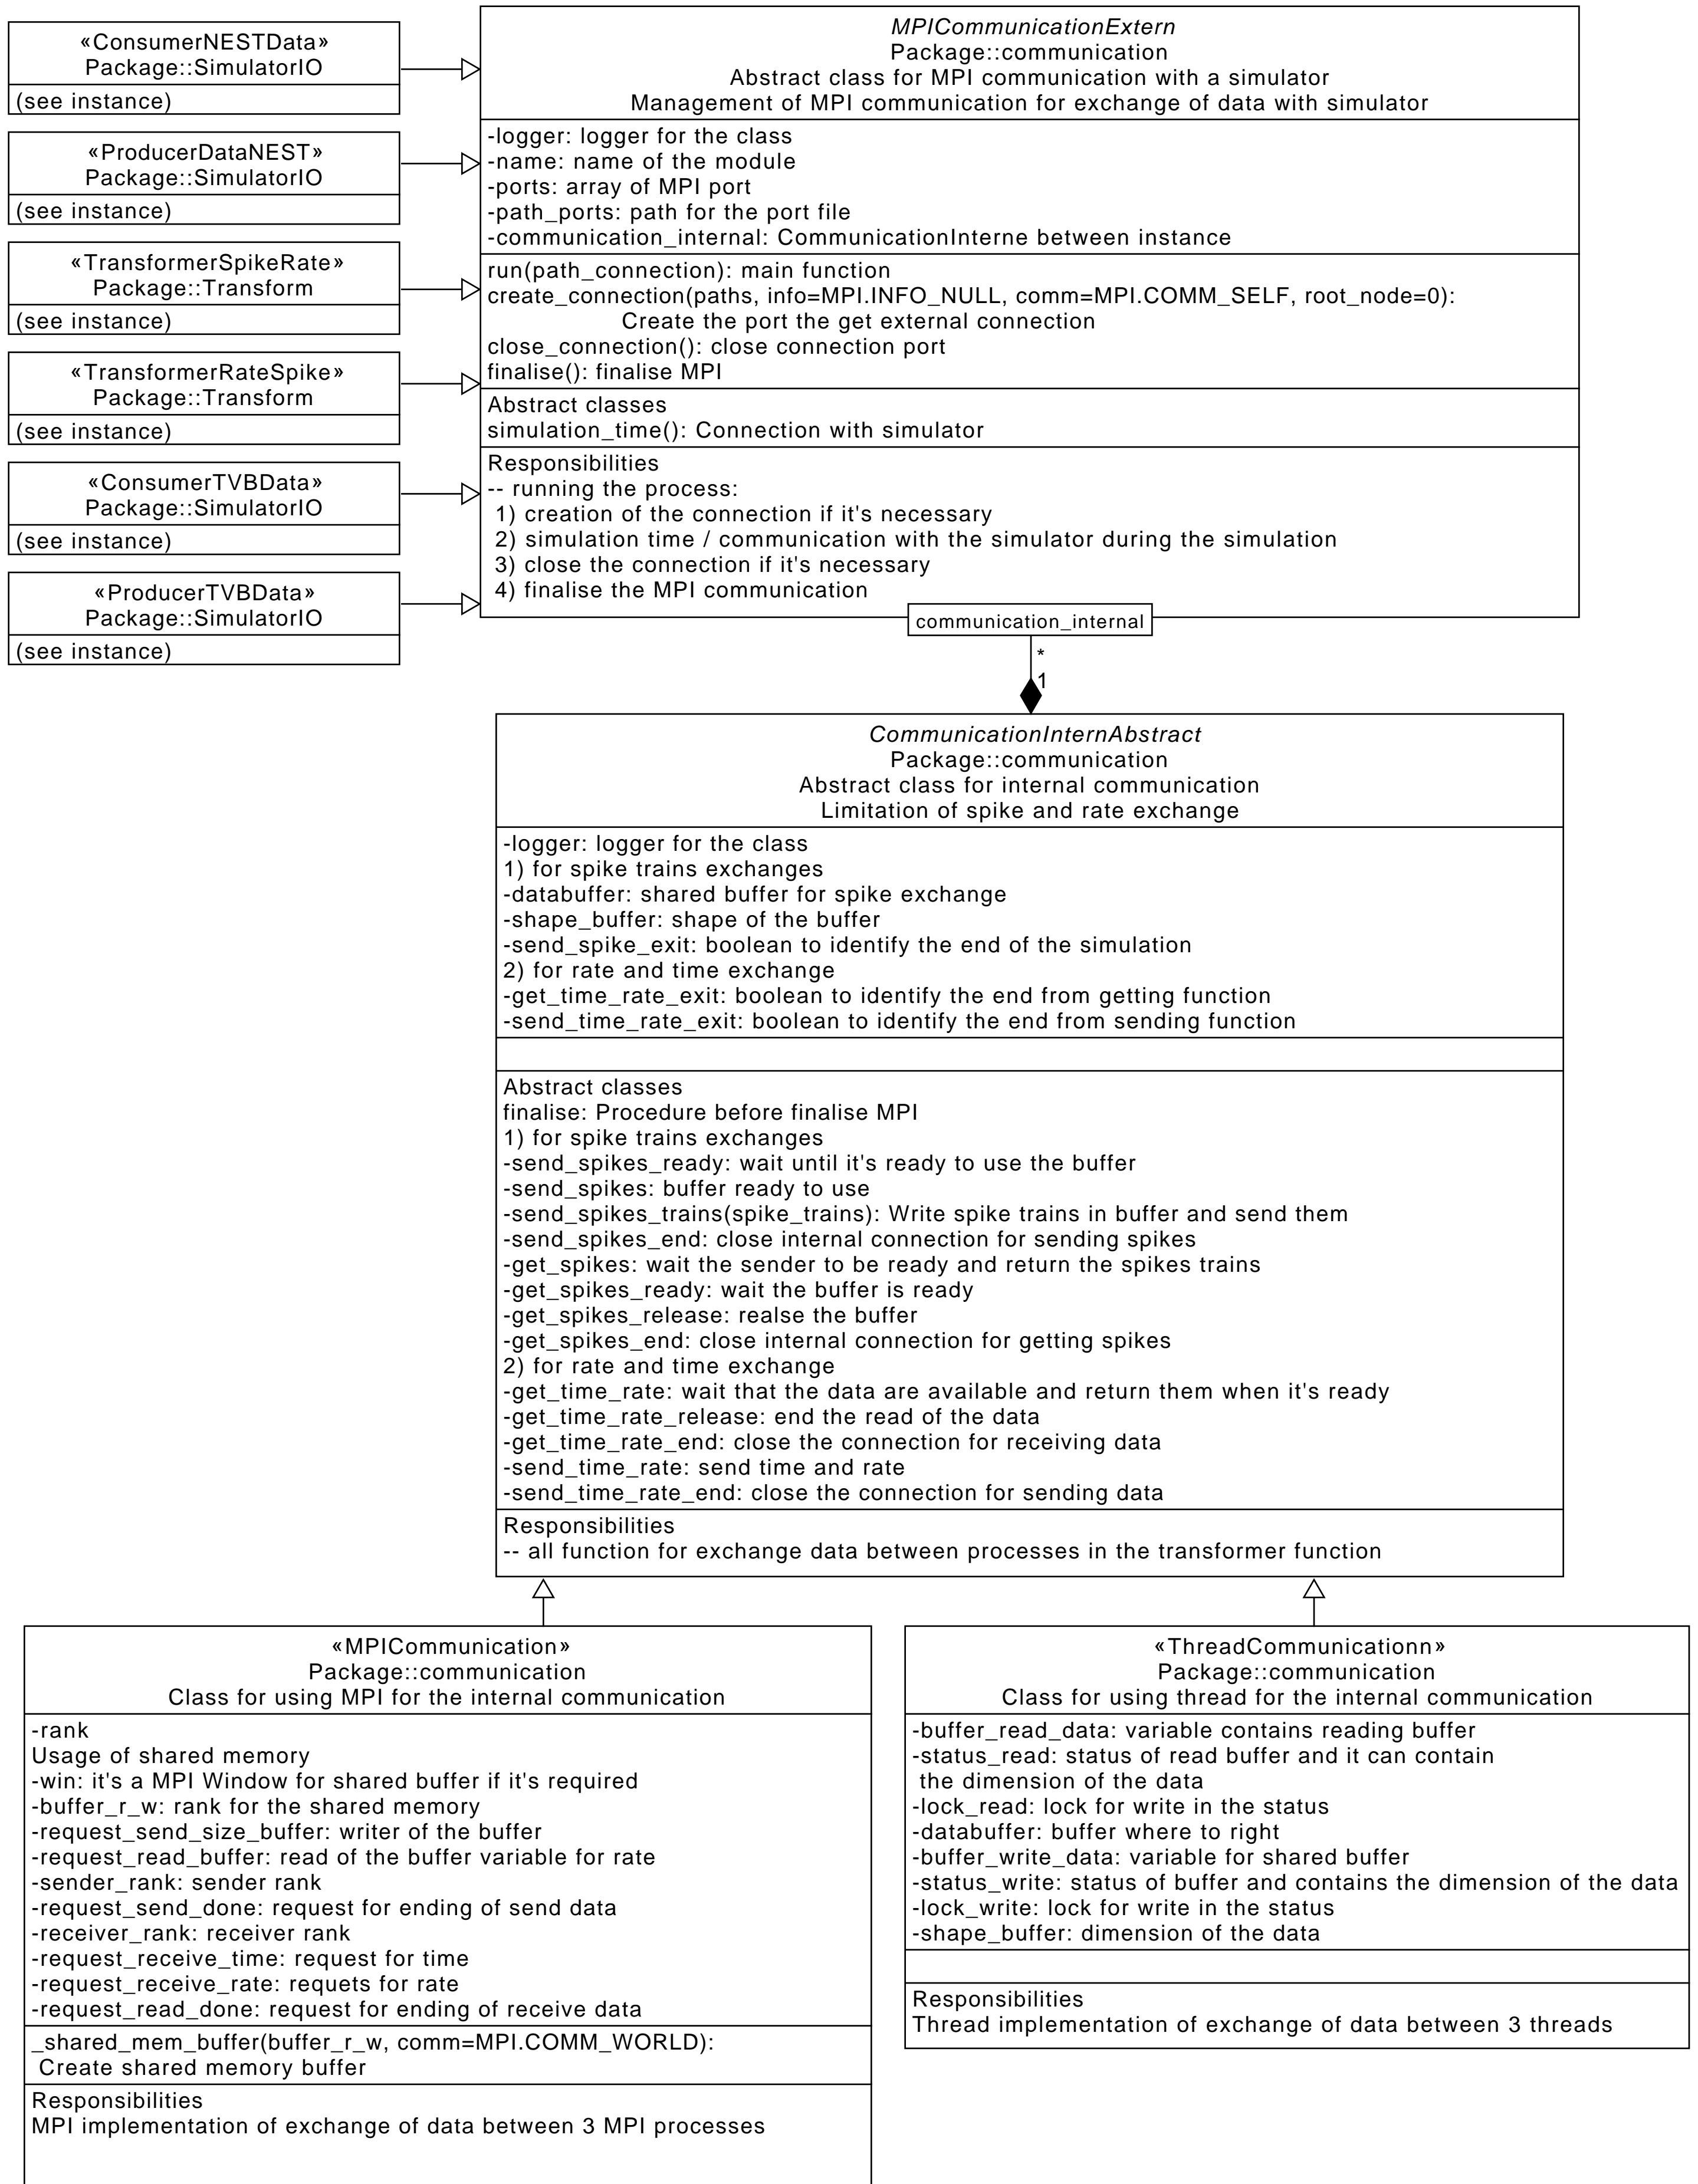 «ConsumerNESTData»
Package::SimulatorIO
(see instance)
«ProducerDataNEST»
Package::SimulatorIO
(see instance)
«TransformerSpikeRate»
Package::Transform
(see instance)
«TransformerRateSpike»
Package::Transform
(see instance)
«ConsumerTVBData»
Package::SimulatorIO
(see instance)
«ProducerTVBData»
Package::SimulatorIO
(see instance)
MPICommunicationExtern
Package::communication
Abstract class for MPI communication with a simulator
Management of MPI communication for exchange of data with simulator
-logger: logger for the class
-name: name of the module
-ports: array of MPI port
-path_ports: path for the port file
-communication_internal: CommunicationInterne between instance
run(path_connection): main function
create_connection(paths, info=MPI.INFO_NULL, comm=MPI.COMM_SELF, root_node=0):
Create the port the get external connection
close_connection(): close connection port
finalise(): finalise MPI
Abstract classes
simulation_time(): Connection with simulator
Responsibilities
-- running the process:
1) creation of the connection if it's necessary
2) simulation time / communication with the simulator during the simulation
3) close the connection if it's necessary
4) finalise the MPI communication
communication_internal
*
1
CommunicationInternAbstract
Package::communication
Abstract class for internal communication
Limitation of spike and rate exchange
-logger: logger for the class
1) for spike trains exchanges
-databuffer: shared buffer for spike exchange
-shape_buffer: shape of the buffer
-send_spike_exit: boolean to identify the end of the simulation
2) for rate and time exchange
-get_time_rate_exit: boolean to identify the end from getting function
-send_time_rate_exit: boolean to identify the end from sending function
Abstract classes
finalise: Procedure before finalise MPI
1) for spike trains exchanges
-send_spikes_ready: wait until it's ready to use the buffer
-send_spikes: buffer ready to use
-send_spikes_trains(spike_trains): Write spike trains in buffer and send them
-send_spikes_end: close internal connection for sending spikes
-get_spikes: wait the sender to be ready and return the spikes trains
-get_spikes_ready: wait the buffer is ready
-get_spikes_release: realse the buffer
-get_spikes_end: close internal connection for getting spikes
2) for rate and time exchange
-get_time_rate: wait that the data are available and return them when it's ready
-get_time_rate_release: end the read of the data
-get_time_rate_end: close the connection for receiving data
-send_time_rate: send time and rate
-send_time_rate_end: close the connection for sending data
Responsibilities
-- all function for exchange data between processes in the transformer function
«MPICommunication»
Package::communication
Class for using MPI for the internal communication
-rank
Usage of shared memory
-win: it's a MPI Window for shared buffer if it's required
-buffer_r_w: rank for the shared memory
-request_send_size_buffer: writer of the buffer
-request_read_buffer: read of the buffer variable for rate
-sender_rank: sender rank
-request_send_done: request for ending of send data
-receiver_rank: receiver rank
-request_receive_time: request for time
-request_receive_rate: requets for rate
-request_read_done: request for ending of receive data
_shared_mem_buffer(buffer_r_w, comm=MPI.COMM_WORLD):
Create shared memory buffer
Responsibilities
MPI implementation of exchange of data between 3 MPI processes
«ThreadCommunicationn»
Package::communication
Class for using thread for the internal communication
-buffer_read_data: variable contains reading buffer
-status_read: status of read buffer and it can contain
the dimension of the data
-lock_read: lock for write in the status
-databuffer: buffer where to right
-buffer_write_data: variable for shared buffer
-status_write: status of buffer and contains the dimension of the data
-lock_write: lock for write in the status
-shape_buffer: dimension of the data
Responsibilities
Thread implementation of exchange of data between 3 threads